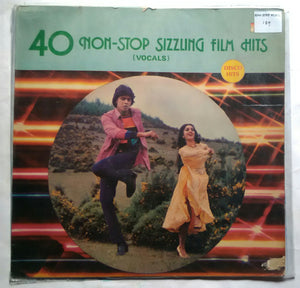 40 NON-STOP SIZZLING FILM HITS
(VOCALS)
DISCO
HITS